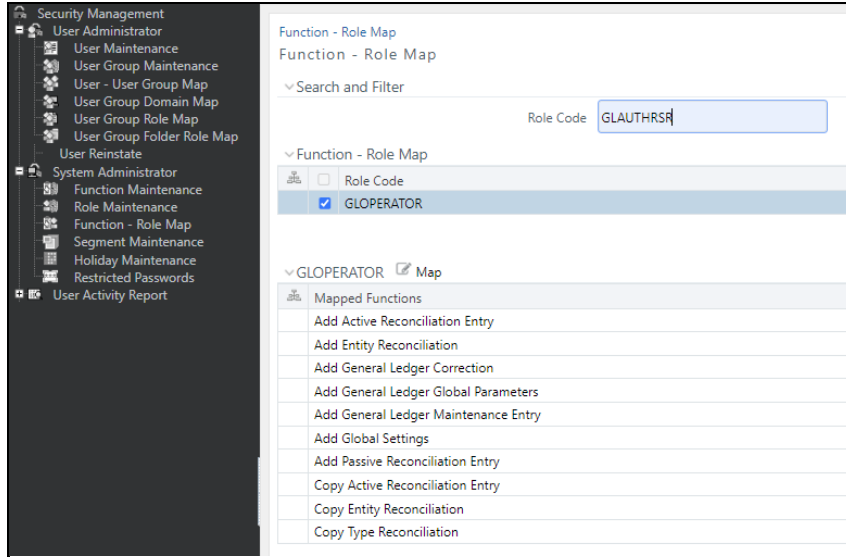 Security Management
User Administrator
User Maintenance
User Group Maintenance
User - User Group Map
User Group Domain Map
User Group Role Map
User Group Folder Role Map
User Reinstate
System Administrator
Function Maintenance
Role Maintenance
Function - Role Map
Segment Maintenance
Holiday Maintenance
Restricted Passwords
User Activity Report
Function - Role Map
Function - Role Map
Search and Filter
Role Code GLAUTHRSR
Function - Role Map
Role Code
GLOPERATOR
GLOPERATOR Map
Mapped Functions
Add Active Reconciliation Entry
Add Entity Reconciliation
Add General Ledger Correction
Add General Ledger Global Parameters
Add General Ledger Maintenance Entry
Add Global Settings
Add Passive Reconciliation Entry
Copy Active Reconciliation Entry
Copy Entity Reconciliation
Copy Type Reconciliation